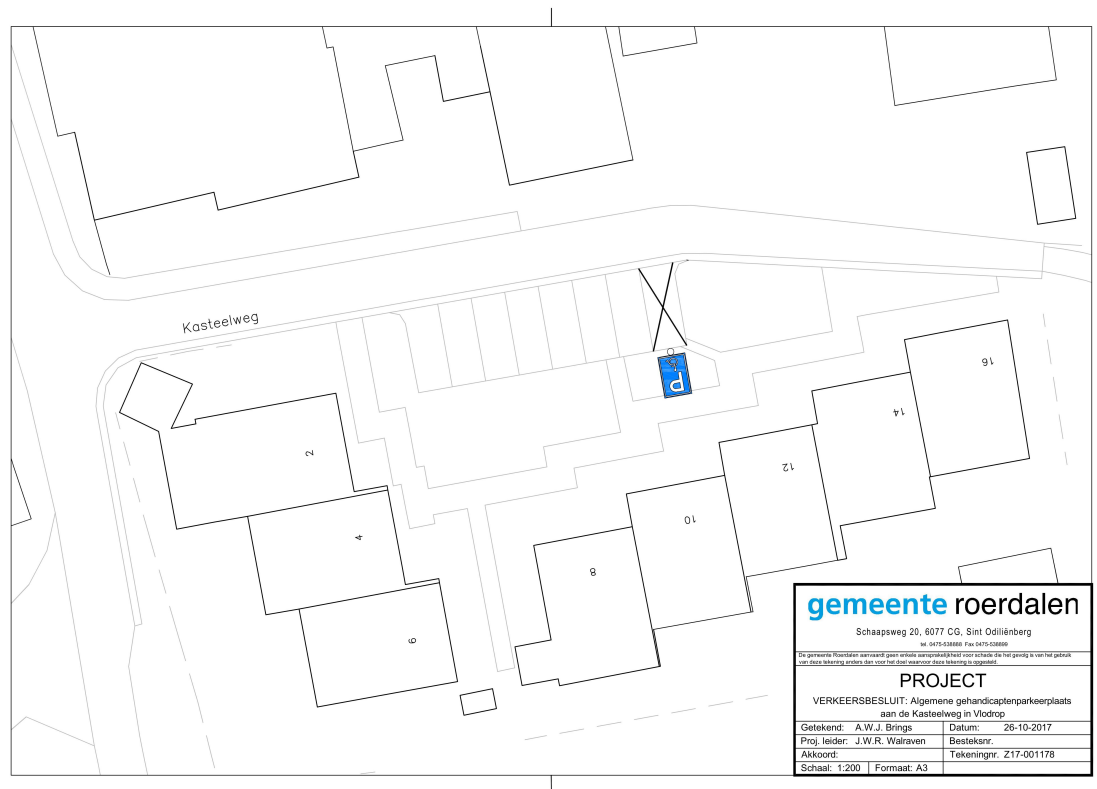 Kasteelweg
P
2
4
6
8
10
12
14
16
gemeente roerdalen
Schaapsweg 20, 6077 CG, Sint Odiliënberg
tel. 0475-538888 Fax 0475-538899
De gemeente Roerdalen aanvaardt geen enkele aansprakelijkheid voor schade die het gevolg is van het gebruik
van deze tekening anders dan voor het doel waarvoor deze tekening is opgesteld.
PROJECT
VERKEERSBESLUIT: Algemene gehandicaptenparkeerplaats
aan de Kasteelweg in Vlodrop
Getekend: A.W.J. Brings Datum: 26-10-2017
Proj. leider: J.W.R. Walraven Besteksnr.
Akkoord: Tekeningnr. Z17-001178
Schaal: 1:200 Formaat: A3